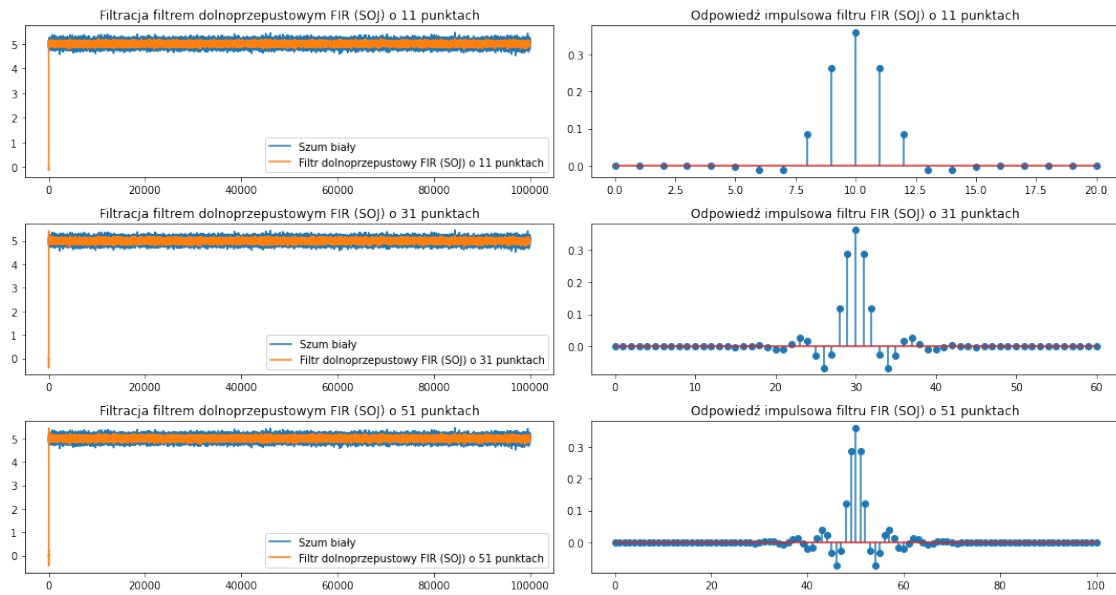 Filtracja filtrem dolnoprzepustowym FIR (SOJ) o 11 punktach
5
4
3
2
1
0
Szum biały
Filtr dolnoprzepustowy FIR (SOJ) o 11 punktach
0 20000 40000 60000 80000 100000
Odpowiedź impulsowa filtru FIR (SOJ) o 11 punktach
0.3
0.2
0.1
0.0
0.0 2.5 5.0 7.5 10.0 12.5 15.0 17.5 20.0
Filtracja filtrem dolnoprzepustowym FIR (SOJ) o 31 punktach
5
4
3
2
1
0
Szum biały
Filtr dolnoprzepustowy FIR (SOJ) o 31 punktach
0 20000 40000 60000 80000 100000
Odpowiedź impulsowa filtru FIR (SOJ) o 31 punktach
0.3
0.2
0.1
0.0
0 10 20 30 40 50 60
Filtracja filtrem dolnoprzepustowym FIR (SOJ) o 51 punktach
5
4
3
2
1
0
Szum biały
Filtr dolnoprzepustowy FIR (SOJ) o 51 punktach
0 20000 40000 60000 80000 100000
Odpowiedź impulsowa filtru FIR (SOJ) o 51 punktach
0.3
0.2
0.1
0.0
0 20 40 60 80 100